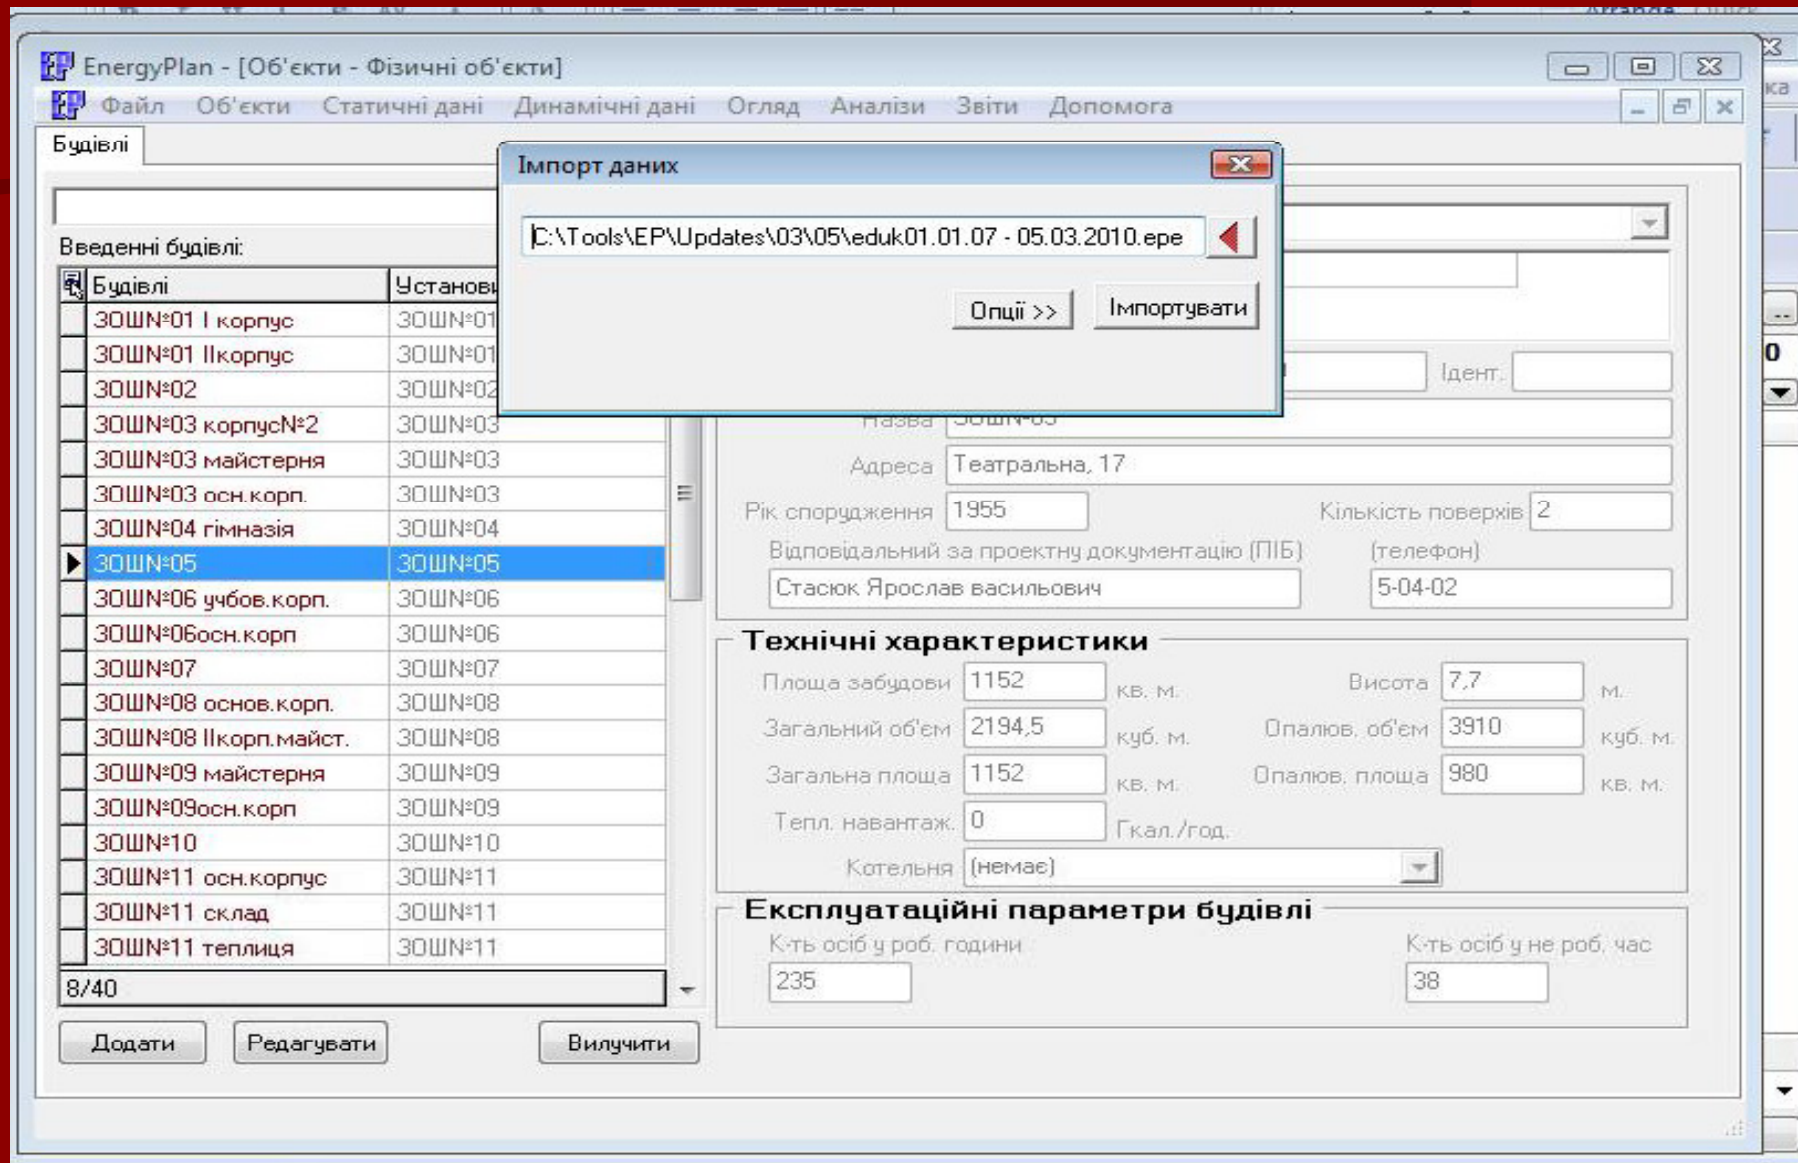 EnergyPlan - [Об'єкти - Фізичні об'єкти]
Файл Об'єкти Статичні дані Динамічні дані Огляд Аналізи Звіти Допомога
Будівлі
Імпорт даних
C:\Tools\EP\Updates\03\05\eduk01.01.07 - 05.03.2010.epe
Опції >> Імпортувати
Введенні будівлі:
Будівлі Установи
ЗОШ№01 І корпус ЗОШ№01
ЗОШ№01 ІІкорпус ЗОШ№01
ЗОШ№02 ЗОШ№02
ЗОШ№03 корпус№2 ЗОШ№03
ЗОШ№03 майстерня ЗОШ№03
ЗОШ№03 осн.корп. ЗОШ№03
ЗОШ№04 гімназія ЗОШ№04
ЗОШ№05 ЗОШ№05
ЗОШ№06 учбов.корп. ЗОШ№06
ЗОШ№06осн.корп ЗОШ№06
ЗОШ№07 ЗОШ№07
ЗОШ№08 основ.корп. ЗОШ№08
ЗОШ№08 ІІкорп.майст. ЗОШ№08
ЗОШ№09 майстерня ЗОШ№09
ЗОШ№09осн.корп ЗОШ№09
ЗОШ№10 ЗОШ№10
ЗОШ№11 осн.корпус ЗОШ№11
ЗОШ№11 склад ЗОШ№11
ЗОШ№11 теплиця ЗОШ№11
8/40
Додати Редагувати Вилучити
Ідент.
Назва ЗОШ№05
Адреса Театральна, 17
Рік спорудження 1955 Кількість поверхів 2
Відповідальний за проектну документацію (ПІБ) (телефон)
Стасюк Ярослав васильович 5-04-02
Технічні характеристики
Площа забудови 1152 кв. м. Висота 7,7 м.
Загальний об'єм 2194,5 куб. м. Опалюв. об'єм 3910 куб. м.
Загальна площа 1152 кв. м. Опалюв. площа 980 кв. м.
Тепл. навантаж. 0 Гкал./год.
Котельня (немає)
Експлуатаційні параметри будівлі
К-ть осіб у роб. години К-ть осіб у не роб. час
235 38